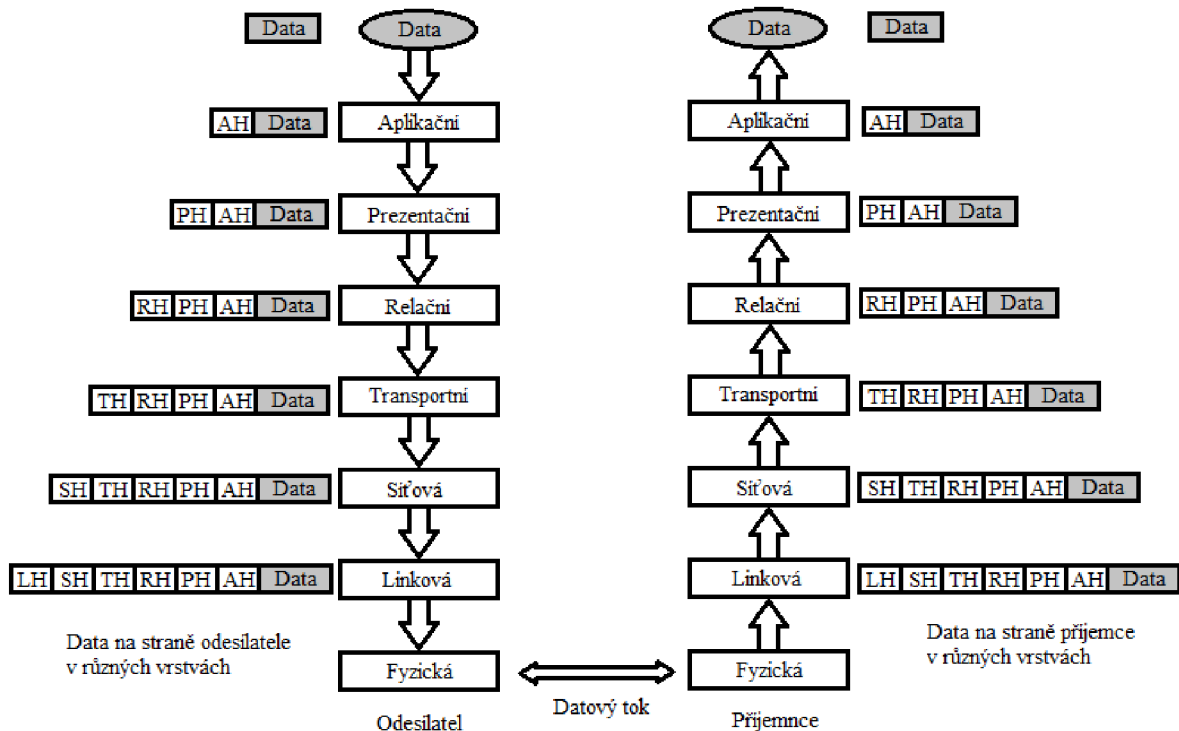 Data Data Data Data
AH Data Aplikační Aplikační AH Data
PH AH Data Prezentační Prezentační PH AH Data
RH PH AH Data Relační Relační RH PH AH Data
TH RH PH AH Data Transportní Transportní TH RH PH AH Data
SH TH RH PH AH Data Síťová Síťová SH TH RH PH AH Data
LH SH TH RH PH AH Data Linková Linková LH SH TH RH PH AH Data
Data na straně odesílatele
v různých vrstvách
Data na straně příjemce
v různých vrstvách
Fyzická Fyzická
Datový tok
Odesílatel Příjemnce